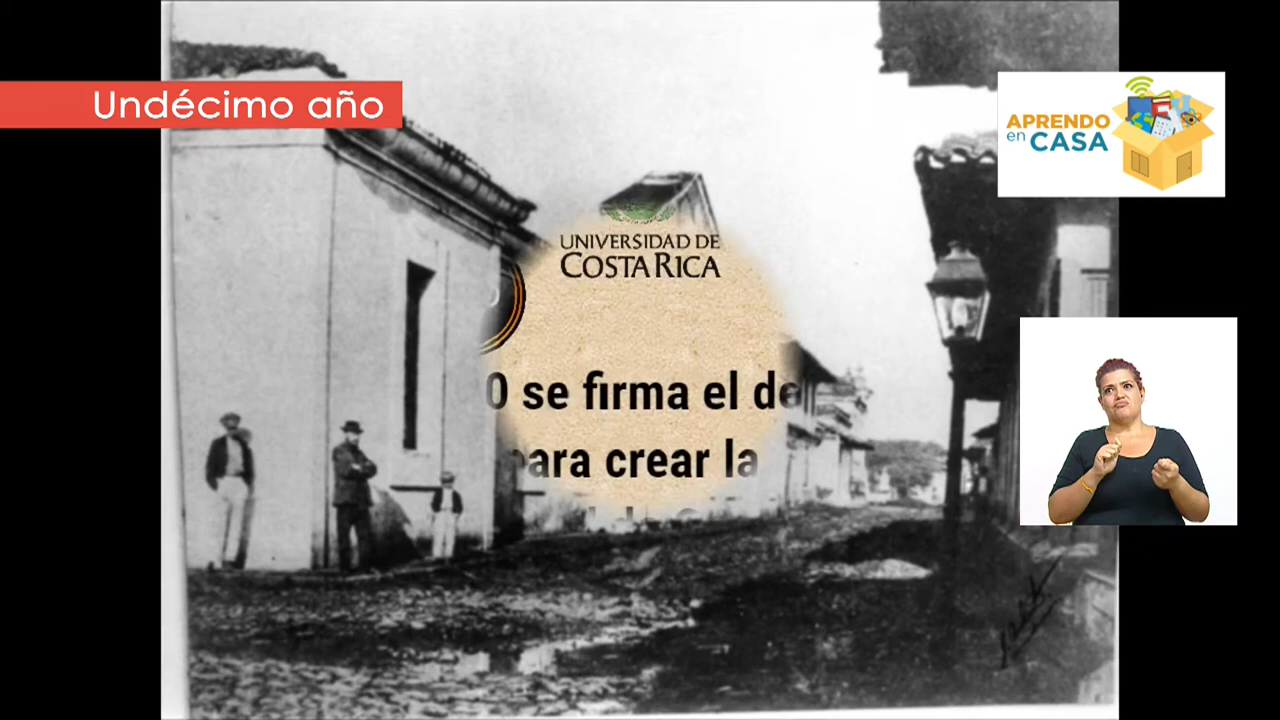 Undécimo año
APRENDO
en CASA
UNIVERSIDAD DE
COSTA RICA
0 se firma el de
para crear la